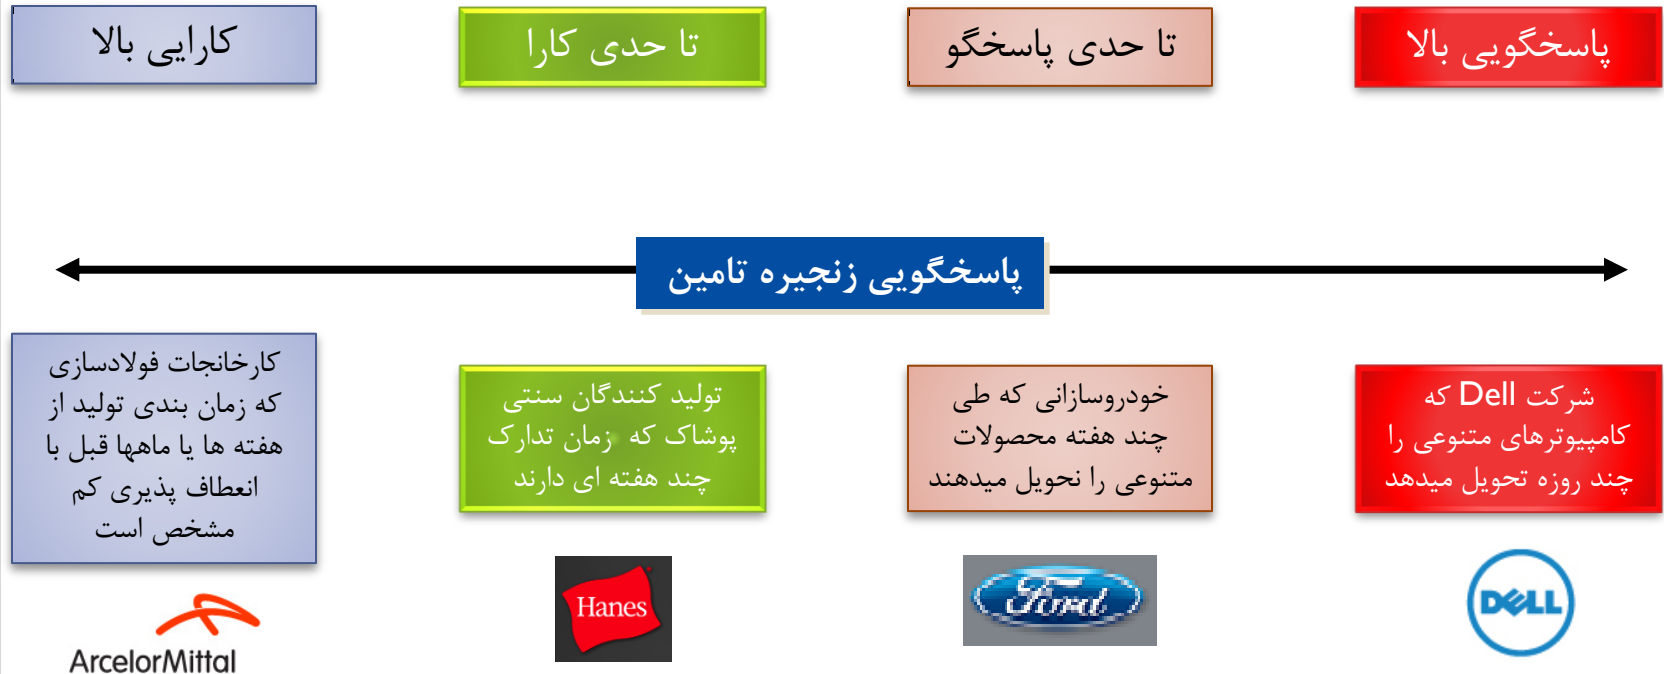 پاسخگویی بالا
تا حدی پاسخگو
تا حدی کارا
کارایی بالا
پاسخگویی زنجیره تامین
شرکت Dell که
کامپیوترهای متنوعی را
چند روزه تحویل میدهد
خودروسازانی که طی
چند هفته محصولات
متنوعی را نحویل میدهند
تولید کنندگان سنتی
پوشاک که زمان تدارک
چند هفته ای دارند
کارخانجات فولادسازی
که زمان بندی تولید از
هفته ها یا ماهها قبل با
انعطاف پذیری کم
مشخص است
DELL
Ford
Hanes
ArcelorMittal